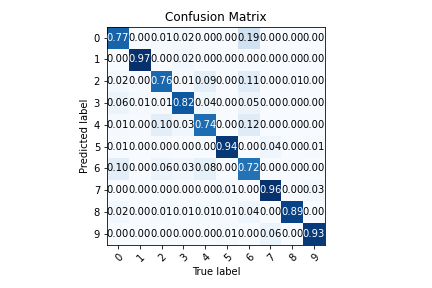 Confusion Matrix
0 0.77 0.00 0.01 0.02 0.00 0.00 0.19 0.00 0.00 0.00
1 0.00 0.97 0.00 0.02 0.00 0.00 0.00 0.00 0.00 0.00
2 0.02 0.00 0.76 0.01 0.09 0.00 0.11 0.00 0.01 0.00
3 0.06 0.01 0.01 0.82 0.04 0.00 0.05 0.00 0.00 0.00
4 0.01 0.00 0.10 0.03 0.74 0.00 0.12 0.00 0.00 0.00
5 0.01 0.00 0.00 0.00 0.00 0.94 0.00 0.04 0.00 0.01
6 0.10 0.00 0.06 0.03 0.08 0.00 0.72 0.00 0.00 0.00
7 0.00 0.00 0.00 0.00 0.00 0.01 0.00 0.96 0.00 0.03
8 0.02 0.00 0.01 0.01 0.01 0.01 0.04 0.00 0.89 0.00
9 0.00 0.00 0.00 0.00 0.00 0.01 0.00 0.06 0.00 0.93
0 1 2 3 4 5 6 7 8 9
True label
Predicted label